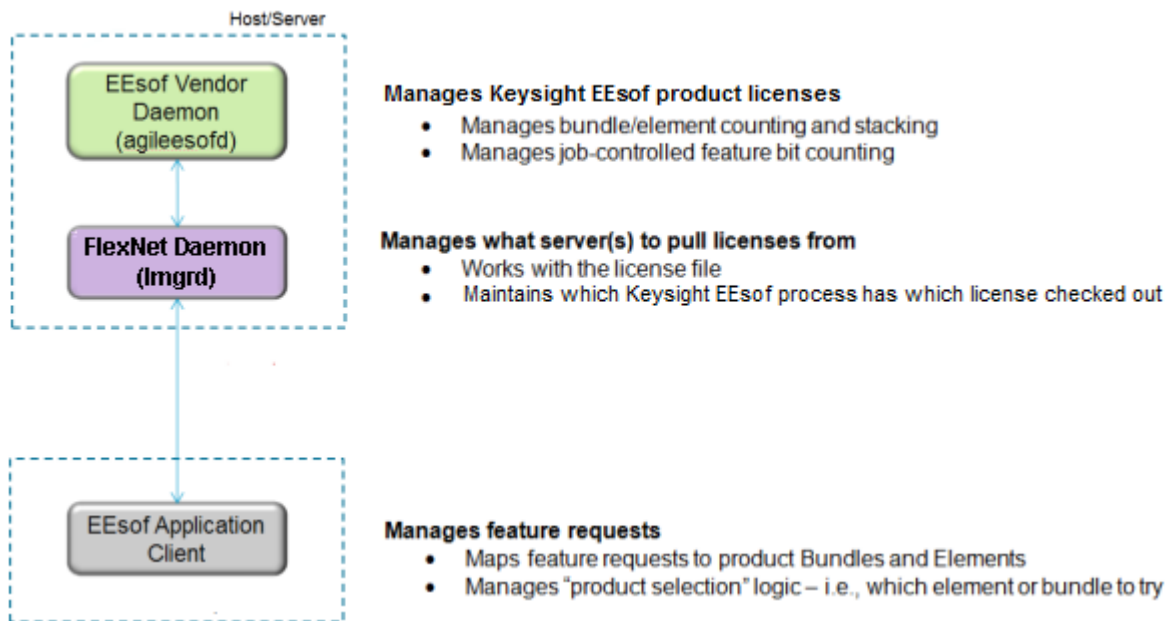 Host/Server
EEsof Vendor
Daemon
(agileesofd)
Manages Keysight EEsof product licenses
• Manages bundle/element counting and stacking
• Manages job-controlled feature bit counting
FlexNet Daemon
(lmgrd)
Manages what server(s) to pull licenses from
• Works with the license file
• Maintains which Keysight EEsof process has which license checked out
EEsof Application
Client
Manages feature requests
• Maps feature requests to product Bundles and Elements
• Manages “product selection” logic – i.e., which element or bundle to try